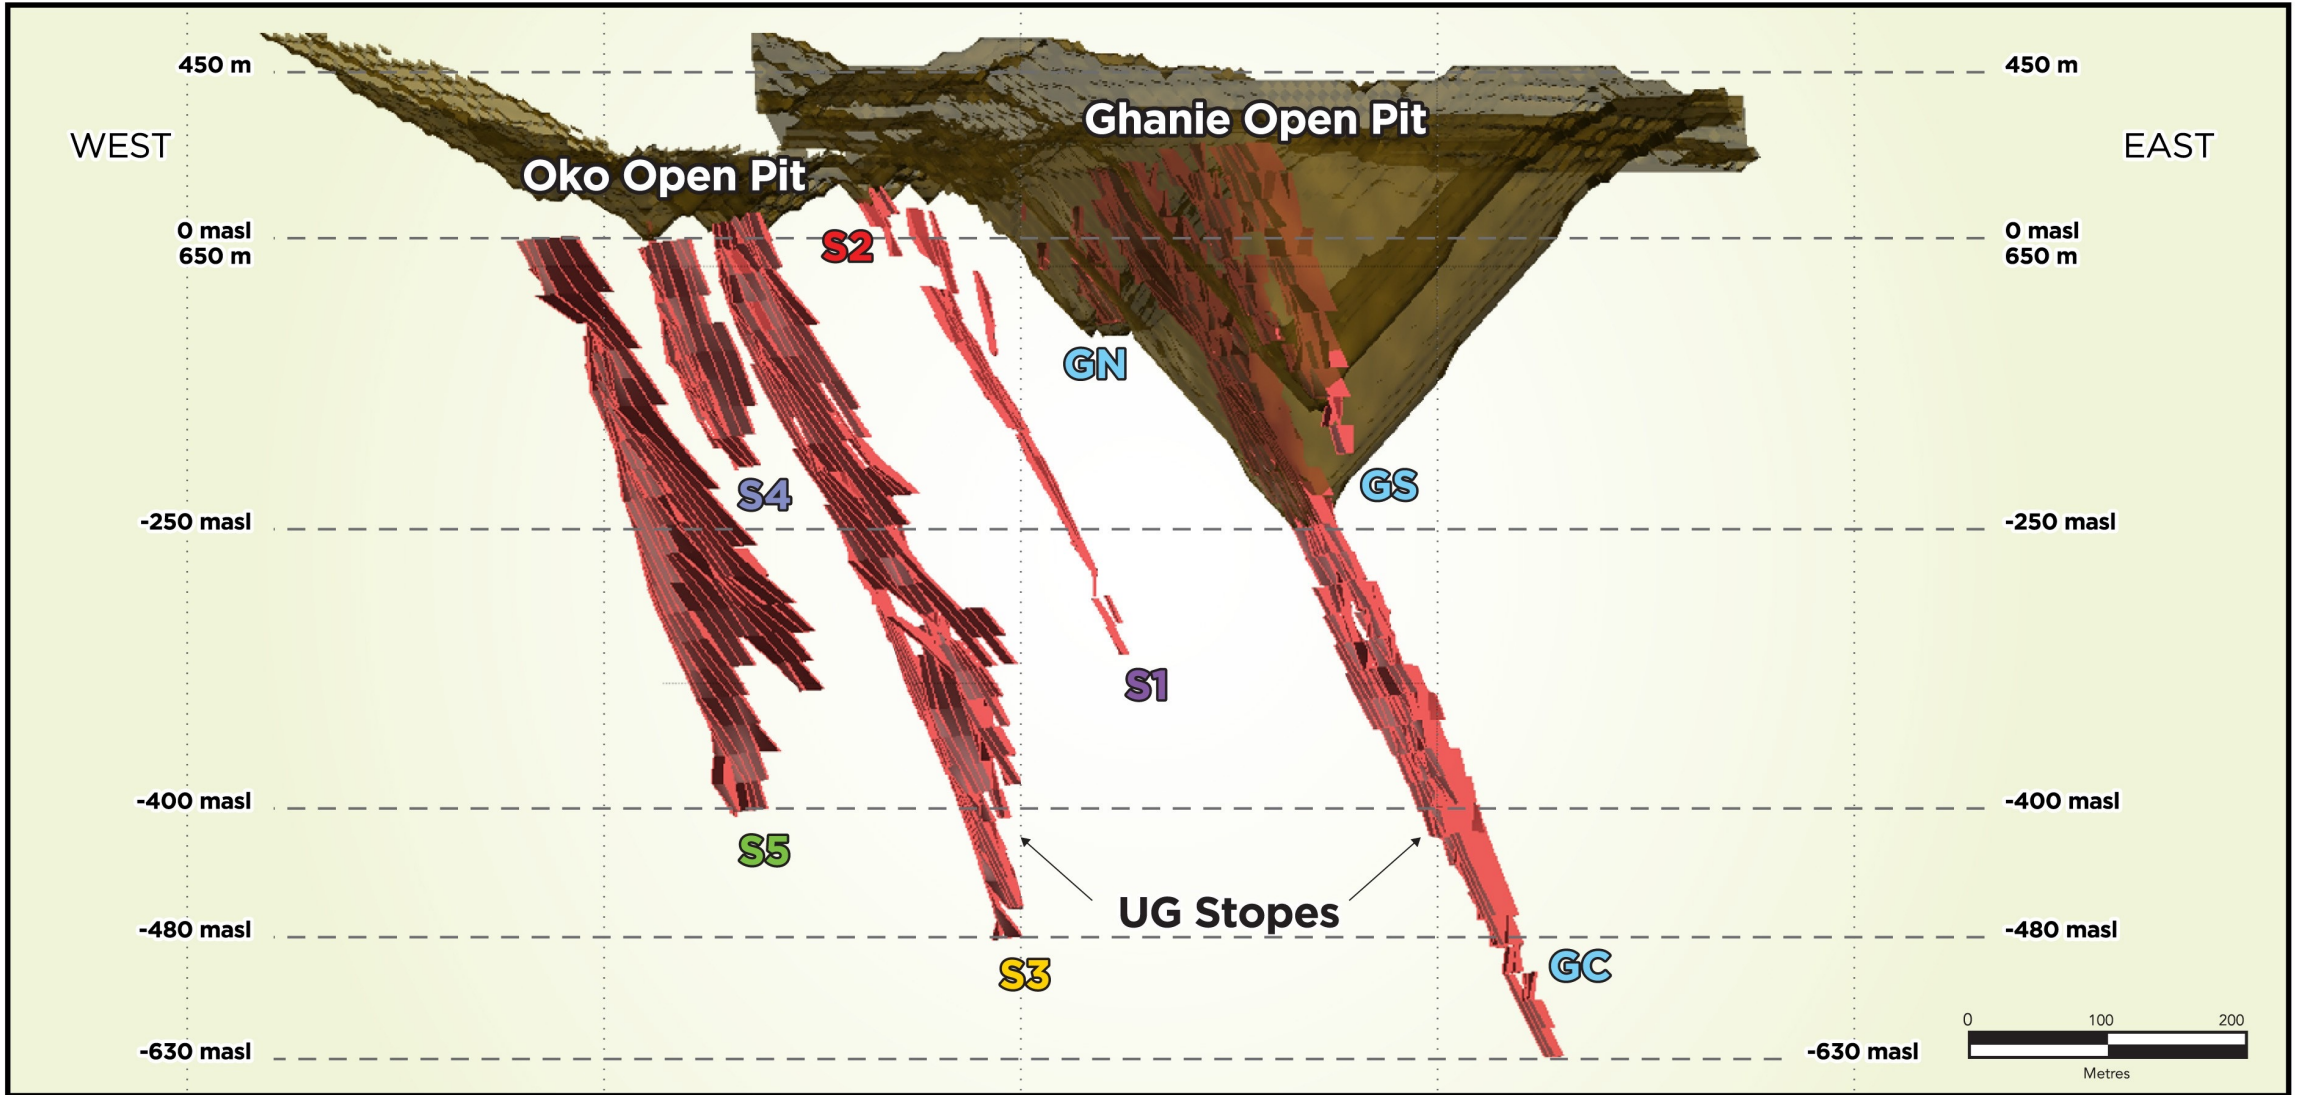 450 m
450 m
WEST
Ghanie Open Pit
EAST
Oko Open Pit
0 masl
650 m
S2
0 masl
650 m
GN
S4
GS
-250 masl
-250 masl
S1
-400 masl
-400 masl
S5
UG Stopes
-480 masl
-480 masl
S3
GC
0 100 200
Metres
-630 masl
-630 masl